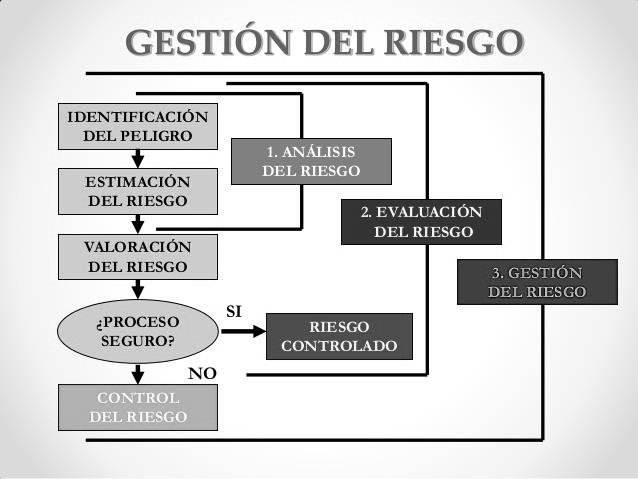 GESTIÓN DEL RIESGO
IDENTIFICACIÓN
DEL PELIGRO
1. ANÁLISIS
DEL RIESGO
ESTIMACIÓN
DEL RIESGO
2. EVALUACIÓN
DEL RIESGO
VALORACIÓN
DEL RIESGO
3. GESTIÓN
DEL RIESGO
¿PROCESO
SEGURO?
SI
RIESGO
CONTROLADO
NO
CONTROL
DEL RIESGO